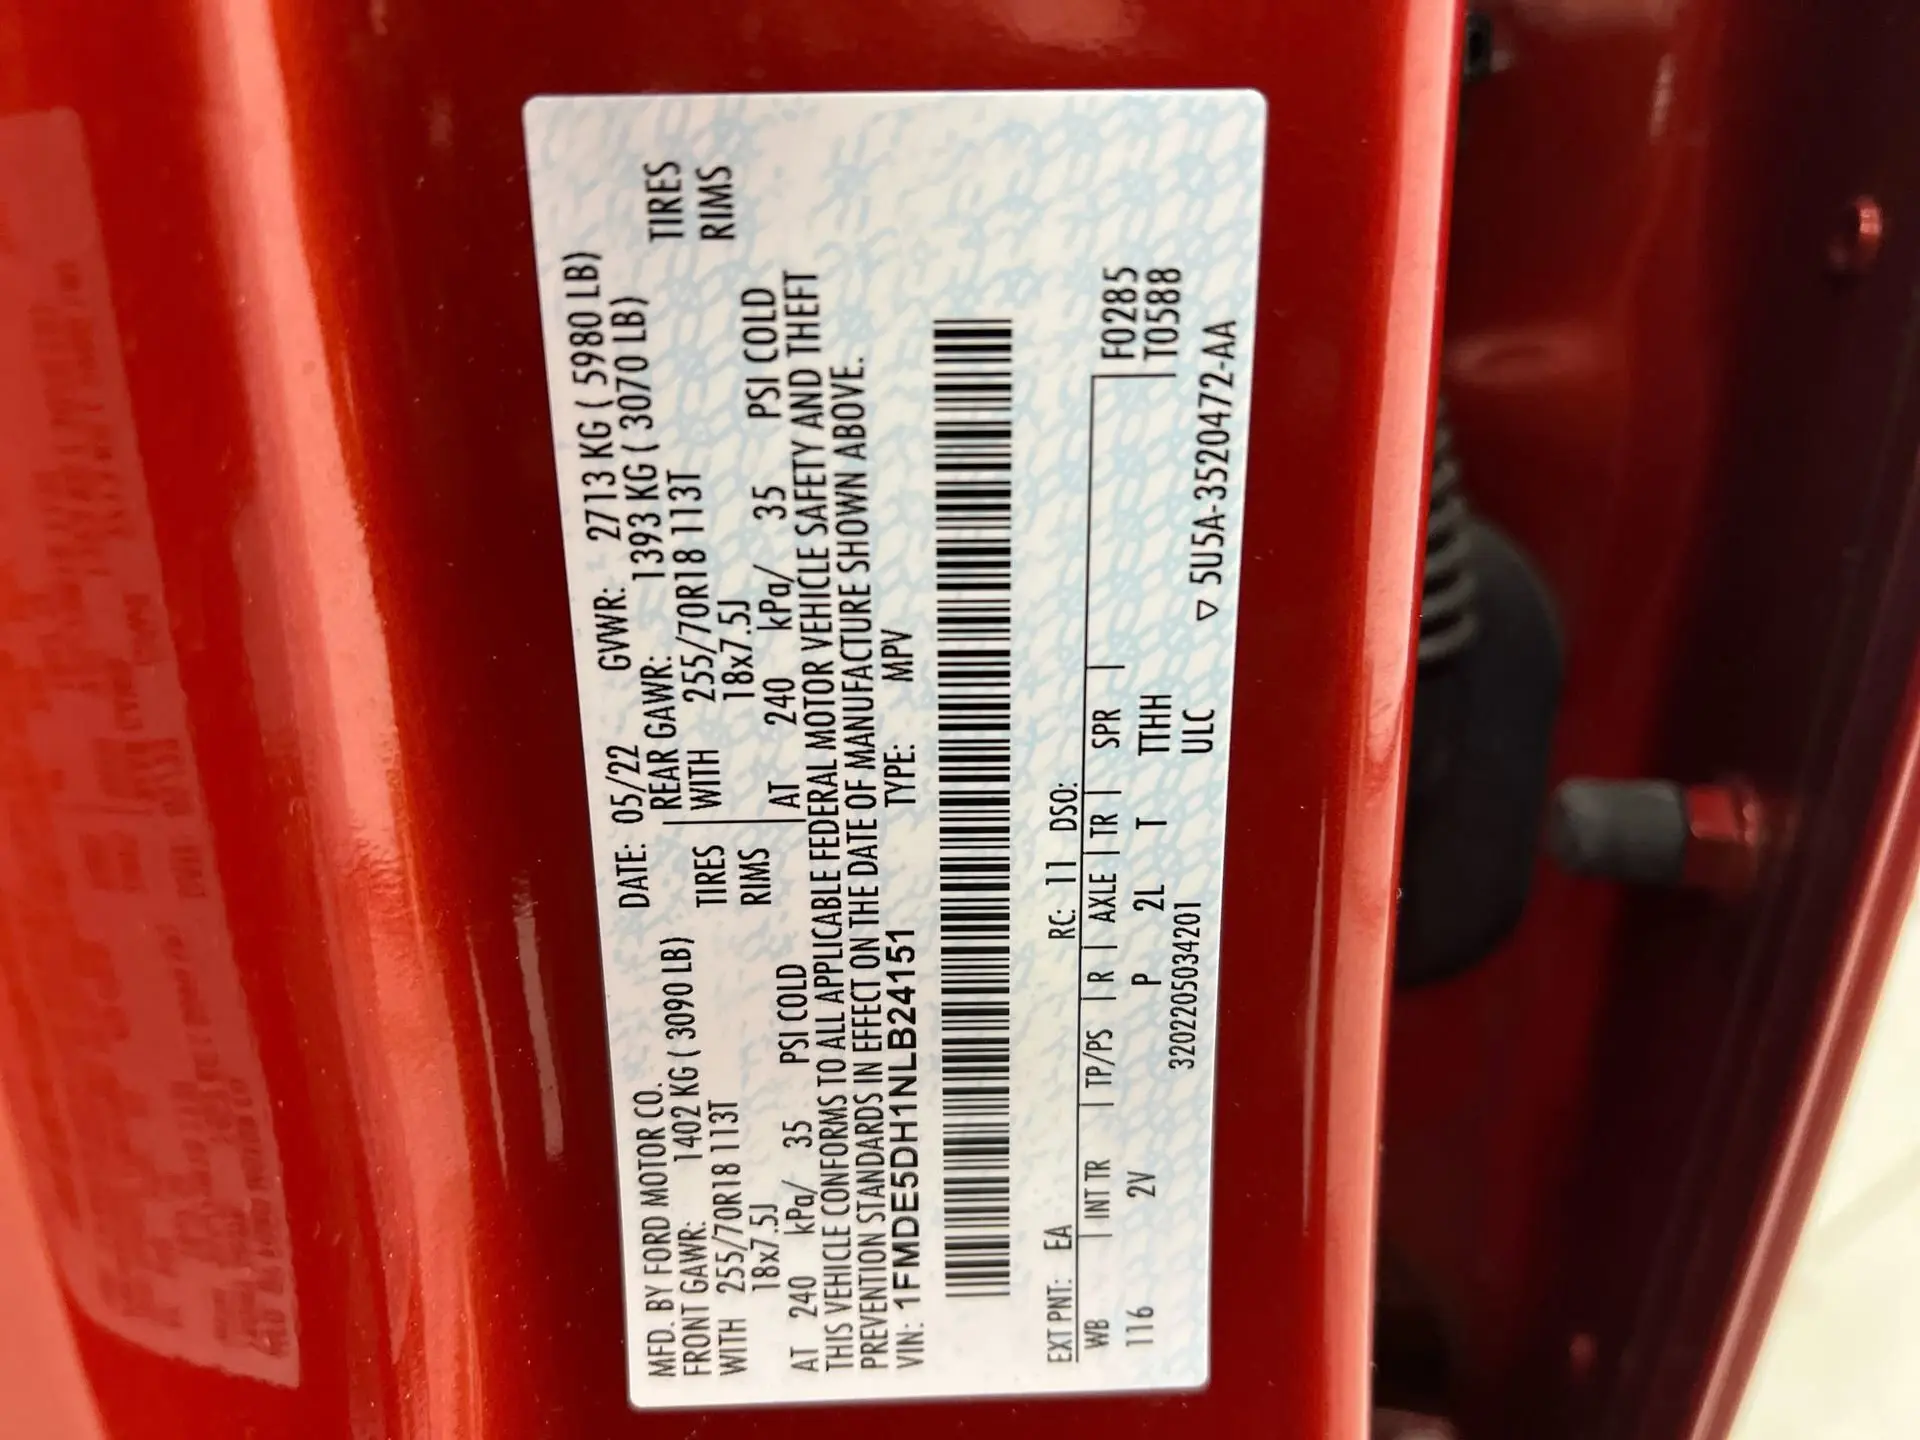 MFD. BY FORD MOTOR CO.
DATE: 05/22 GVWR: 2713 KG ( 5980 LB)
FRONT GAWR: 1402 KG ( 3090 LB)
REAR GAWR: 1393 KG ( 3070 LB)
WITH 255/70R18 113T TIRES
WITH 255/70R18 113T TIRES
18x7.5J RIMS
18x7.5J RIMS
AT 240 kPa/ 35 PSI COLD
AT 240 kPa/ 35 PSI COLD
THIS VEHICLE CONFORMS TO ALL APPLICABLE FEDERAL MOTOR VEHICLE SAFETY AND THEFT
PREVENTION STANDARDS IN EFFECT ON THE DATE OF MANUFACTURE SHOWN ABOVE.
VIN: 1FMDE5DH1NLB24151 TYPE: MPV
EXT PNT: EA RC: 11 DSO:
WB INT TR TP/PS R AXLE TR SPR F0285
116 2V P 2L T TTHH T0588
3202205034201 ULC
▽ 5U5A-3520472-AA